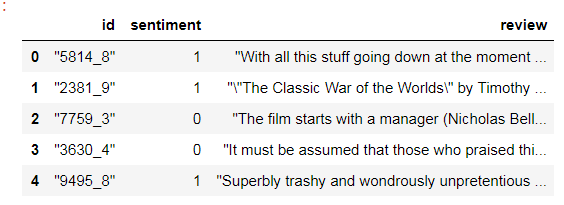 :
id sentiment review
0 "5814_8" 1 "With all this stuff going down at the moment ...
1 "2381_9" 1 "\"The Classic War of the Worlds\" by Timothy ...
2 "7759_3" 0 "The film starts with a manager (Nicholas Bell...
3 "3630_4" 0 "It must be assumed that those who praised thi...
4 "9495_8" 1 "Superbly trashy and wondrously unpretentious ...